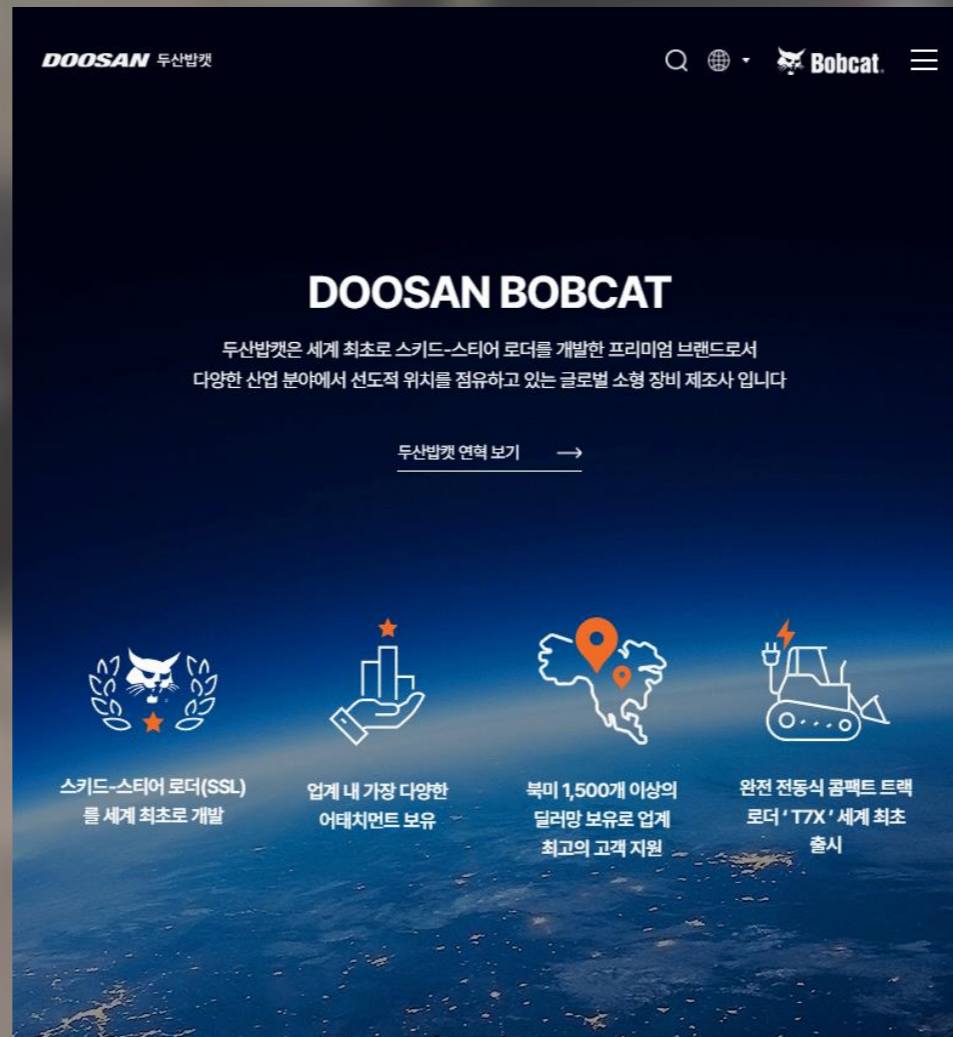 DOOSAN 두산밥캣
Bobcat.
DOOSAN BOBCAT
두산밥캣은 세계 최초로 스키드-스티어 로더를 개발한 프리미엄 브랜드로서
다양한 산업 분야에서 선도적 위치를 점유하고 있는 글로벌 소형 장비 제조사 입니다
두산밥캣 연혁 보기
스키드-스티어 로더(SSL)
를 세계 최초로 개발
업계 내 가장 다양한
어태치먼트 보유
북미 1,500개 이상의
딜러망 보유로 업계
최고의 고객 지원
완전 전동식 콤팩트 트랙
로더 ‘ T7X ’ 세계 최초
출시